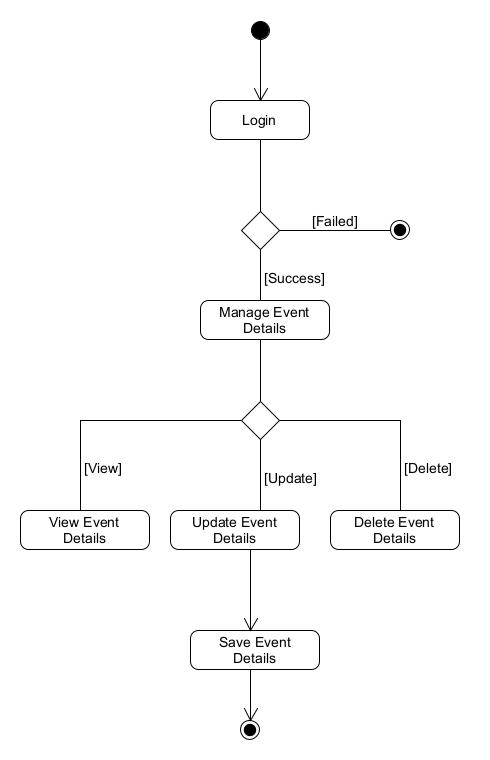 Login
[Failed]
[Success]
Manage Event
Details
[View]
[Update]
[Delete]
View Event
Details
Update Event
Details
Delete Event
Details
Save Event
Details